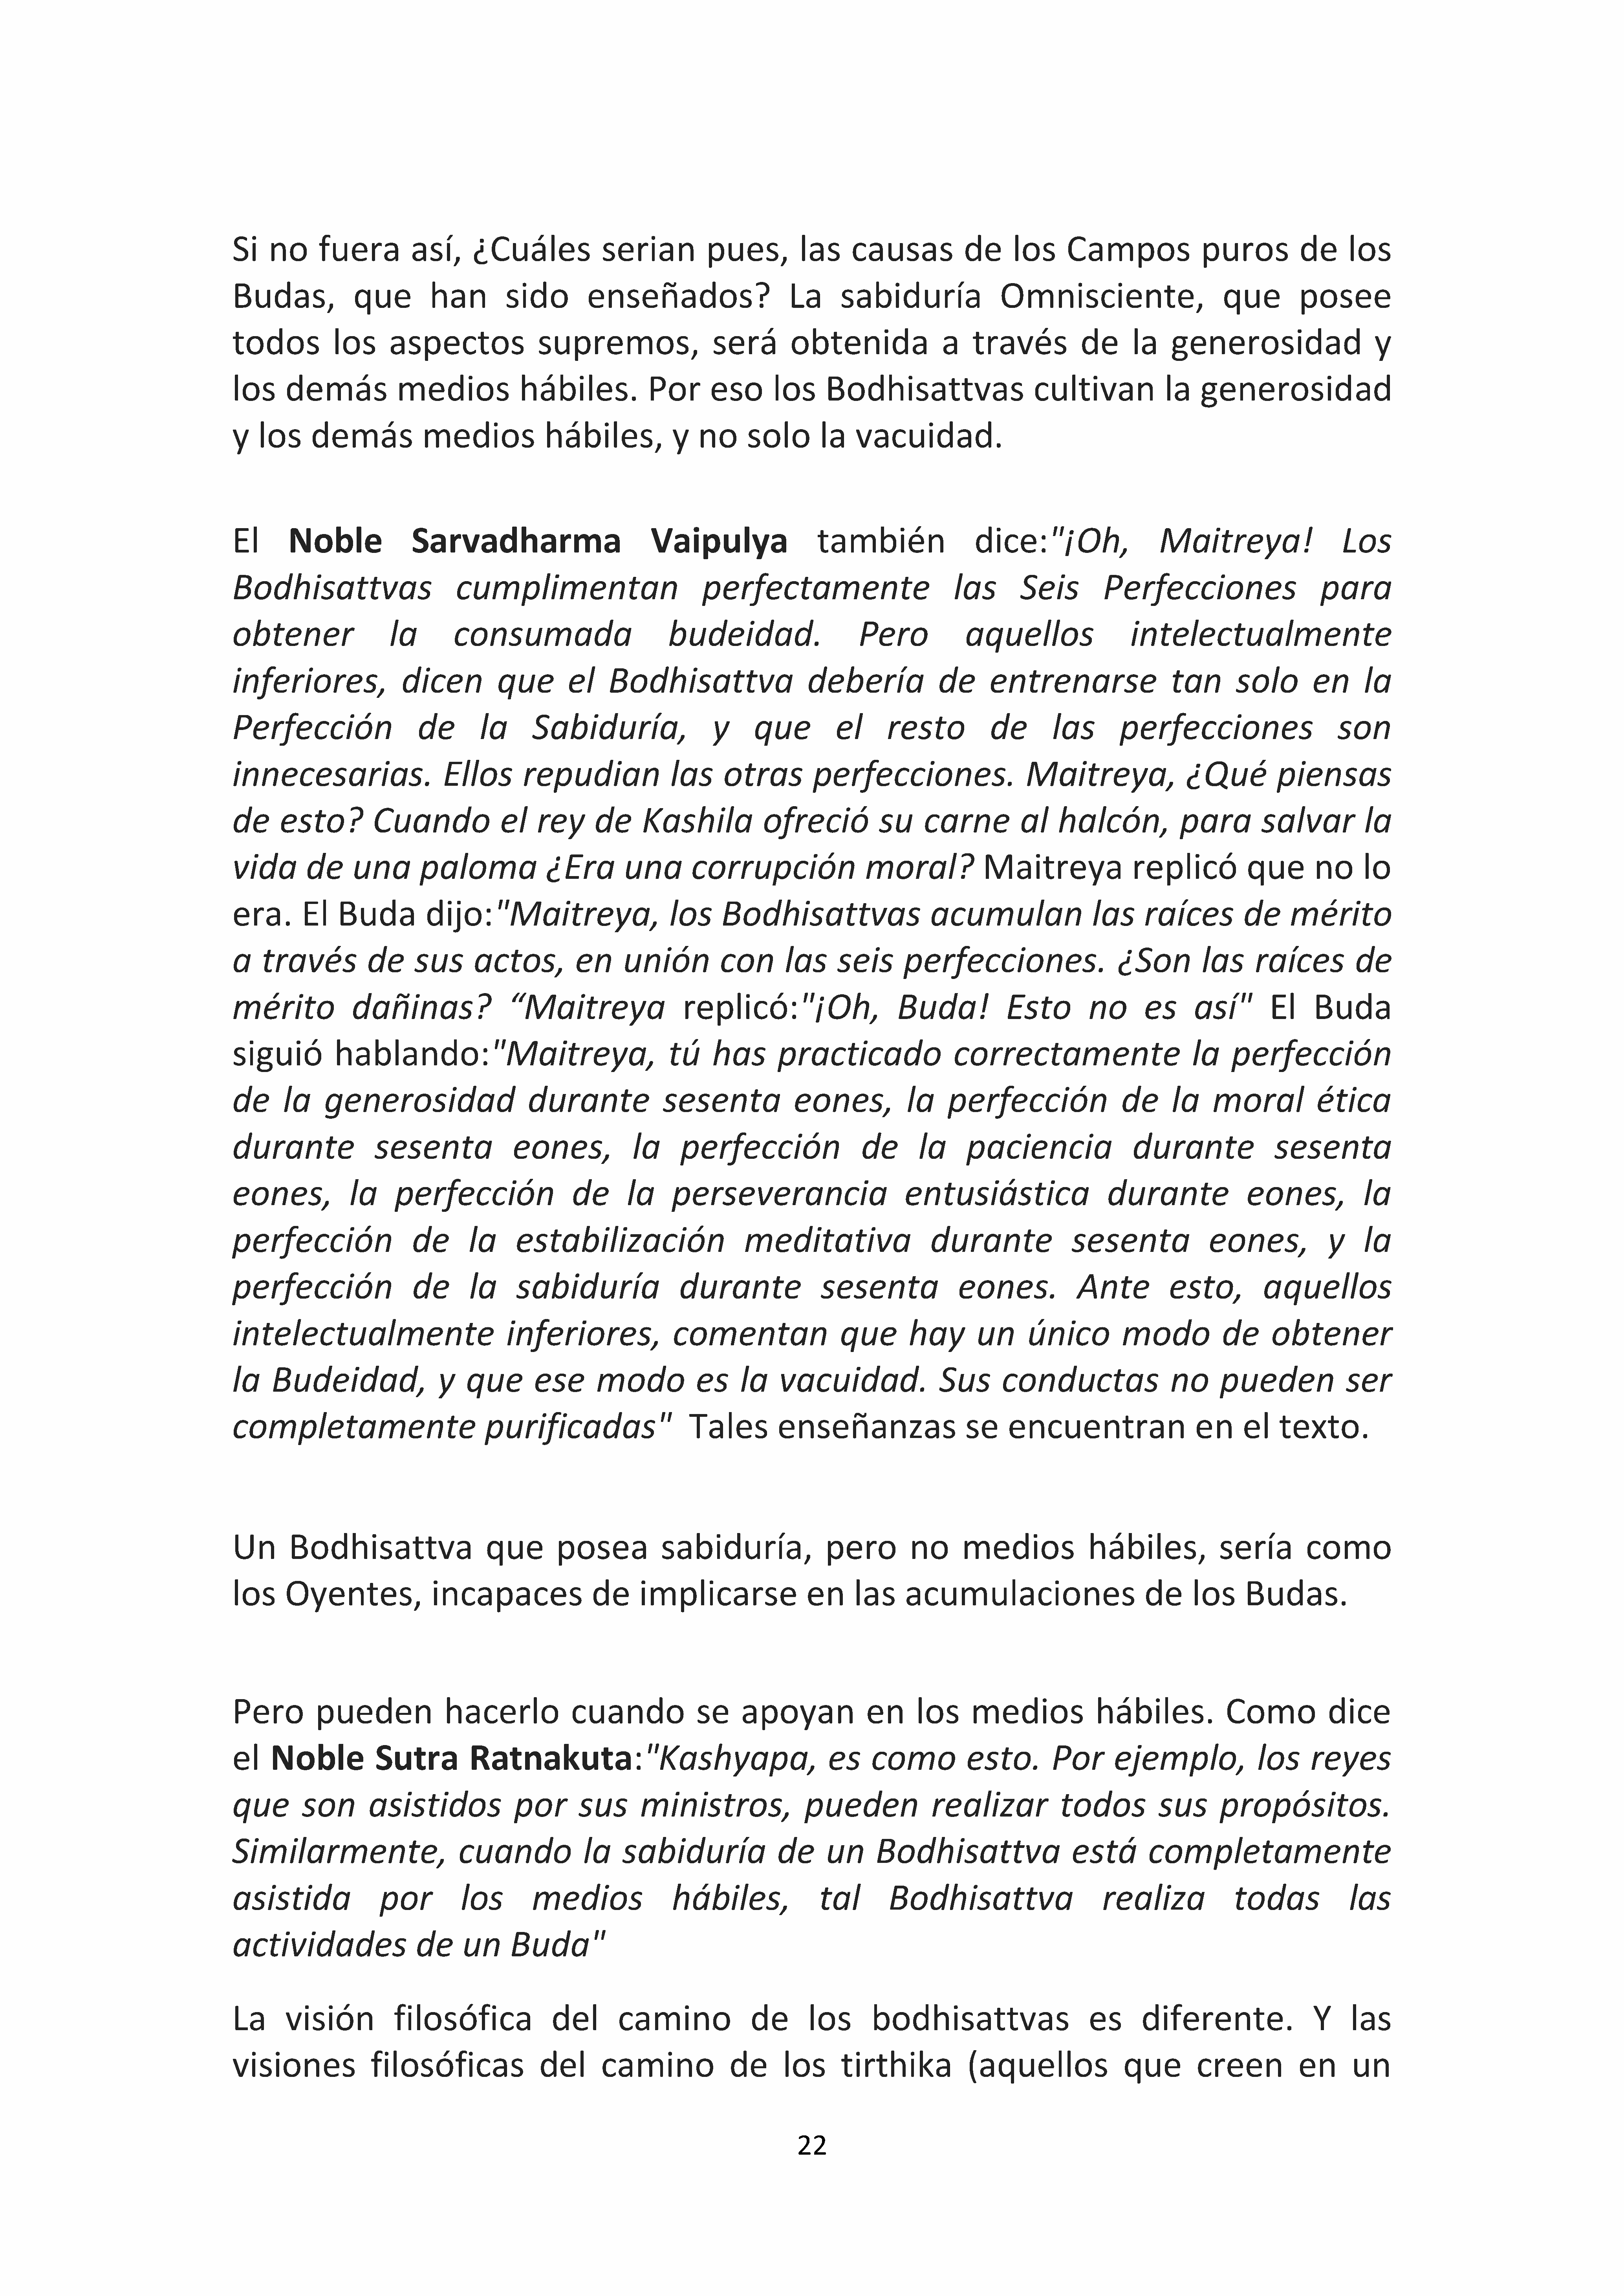 Si no fuera así, ¿Cuáles serian pues, las causas de los Campos puros de los
Budas, que han sido enseñados? La sabiduría Omnisciente, que posee
todos los aspectos supremos, será obtenida a través de la generosidad y
los demás medios hábiles. Por eso los Bodhisattvas cultivan la generosidad
y los demás medios hábiles, y no solo la vacuidad.
El Noble Sarvadharma Vaipulya también dice:"¡Oh, Maitreya! Los
Bodhisattvas cumplimentan perfectamente las Seis Perfecciones para
obtener la consumada budeidad. Pero aquellos intelectualmente
inferiores, dicen que el Bodhisattva debería de entrenarse tan solo en la
Perfección de la Sabiduría, y que el resto de las perfecciones son
innecesarias. Ellos repudian las otras perfecciones. Maitreya, ¿Qué piensas
de esto? Cuando el rey de Kashila ofreció su carne al halcón, para salvar la
vida de una paloma ¿Era una corrupción moral? Maitreya replicó que no lo
era. El Buda dijo:"Maitreya, los Bodhisattvas acumulan las raíces de mérito
a través de sus actos, en unión con las seis perfecciones. ¿Son las raíces de
mérito dañinas? “Maitreya replicó:"¡Oh, Buda! Esto no es así" El Buda
siguió hablando:"Maitreya, tú has practicado correctamente la perfección
de la generosidad durante sesenta eones, la perfección de la moral ética
durante sesenta eones, la perfección de la paciencia durante sesenta
eones, la perfección de la perseverancia entusiástica durante eones, la
perfección de la estabilización meditativa durante sesenta eones, y la
perfección de la sabiduría durante sesenta eones. Ante esto, aquellos
intelectualmente inferiores, comentan que hay un único modo de obtener
la Budeidad, y que ese modo es la vacuidad. Sus conductas no pueden ser
completamente purificadas" Tales enseñanzas se encuentran en el texto.
Un Bodhisattva que posea sabiduría, pero no medios hábiles, sería como
los Oyentes, incapaces de implicarse en las acumulaciones de los Budas.
Pero pueden hacerlo cuando se apoyan en los medios hábiles. Como dice
el Noble Sutra Ratnakuta:"Kashyapa, es como esto. Por ejemplo, los reyes
que son asistidos por sus ministros, pueden realizar todos sus propósitos.
Similarmente, cuando la sabiduría de un Bodhisattva está completamente
asistida por los medios hábiles, tal Bodhisattva realiza todas las
actividades de un Buda"
La visión filosófica del camino de los bodhisattvas es diferente. Y las
visiones filosóficas del camino de los tirthika (aquellos que creen en un
22